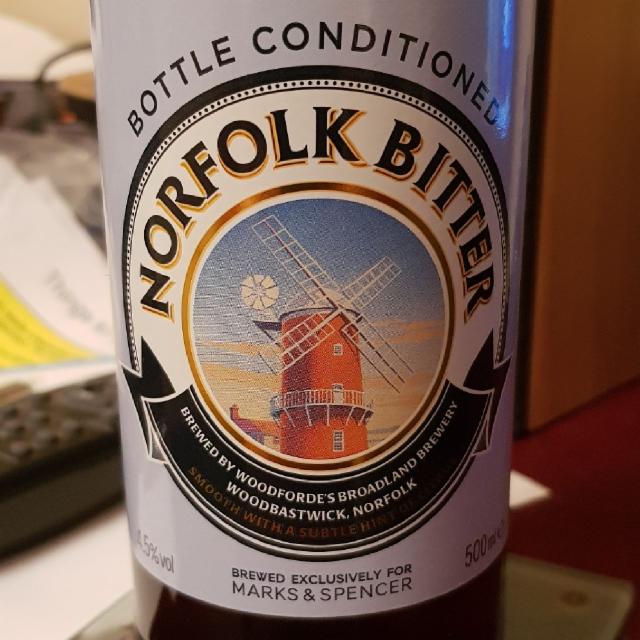 BOTTLE CONDITIONED
NORFOLK BITTER
BREWED BY WOODFORDE'S BROADLAND BREWERY
WOODBASTWICK, NORFOLK
SMOOTH WITH A SUBTLE HINT OF
.5%vol
500ml
BREWED EXCLUSIVELY FOR
MARKS & SPENCER
Things